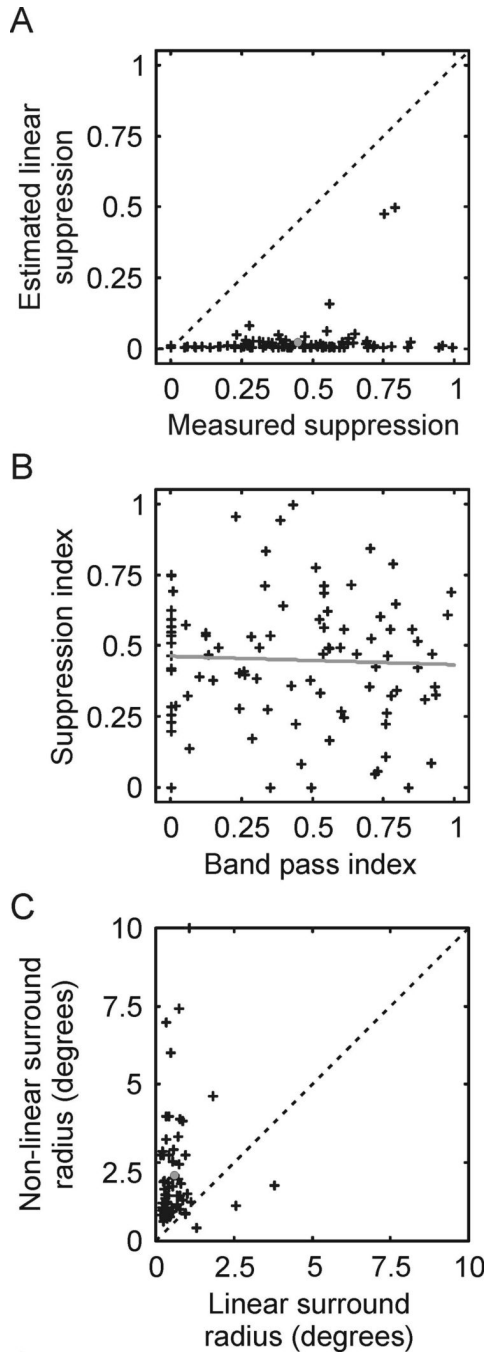 A
Estimated linear
suppression
1
0.75
0.5
0.25
0
0 0.25 0.5 0.75 1
Measured suppression
B
Suppression index
1
0.75
0.5
0.25
0
0 0.25 0.5 0.75 1
Band pass index
C
Non-linear surround
radius (degrees)
10
7.5
5
2.5
0
0 2.5 5 7.5 10
Linear surround
radius (degrees)